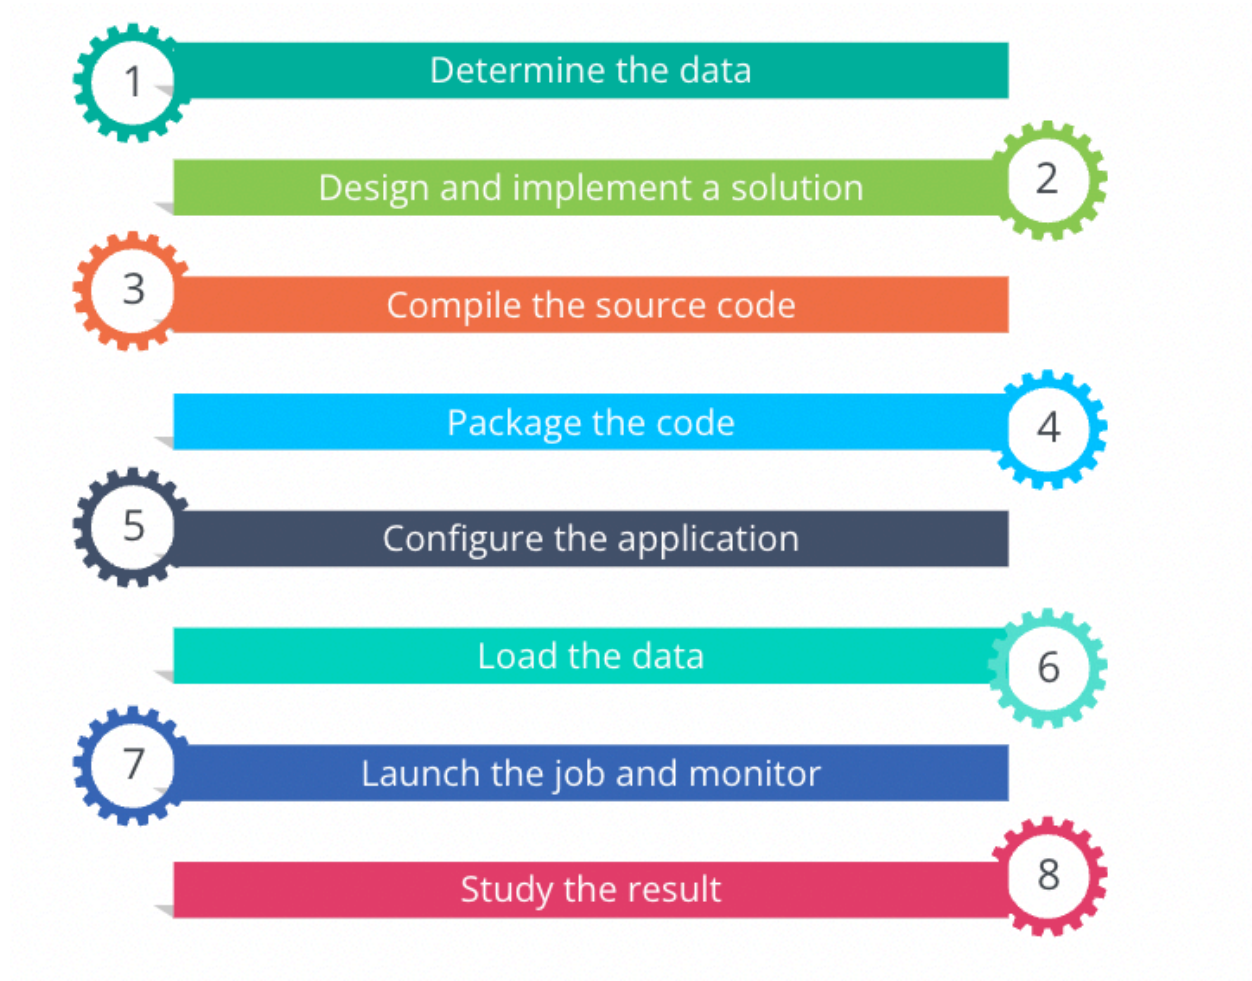 1
Determine the data
2
Design and implement a solution
3
Compile the source code
4
Package the code
5
Configure the application
6
Load the data
7
Launch the job and monitor
8
Study the result